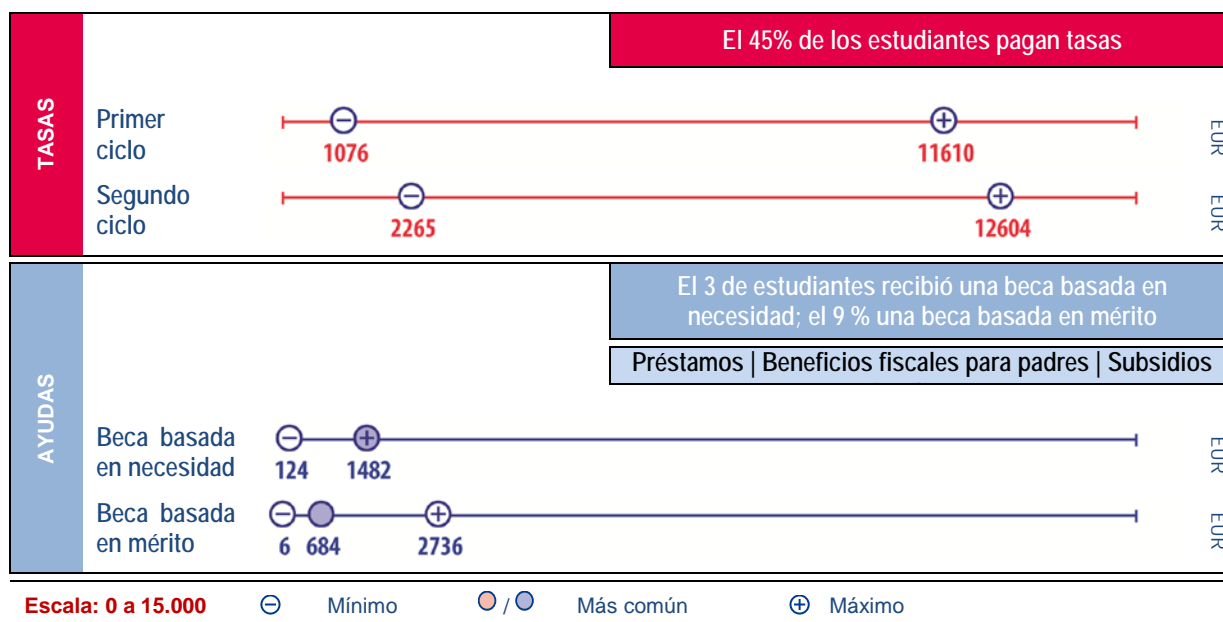 El 45% de los estudiantes pagan tasas
TASAS
Primer
ciclo
1076
11610
EUR
Segundo
ciclo
2265
12604
EUR
El 3 de estudiantes recibió una beca basada en
necesidad; el 9 % una beca basada en mérito
Préstamos | Beneficios fiscales para padres | Subsidios
AYUDAS
Beca basada
en necesidad
124 1482
EUR
Beca basada
en mérito
6 684 2736
EUR
Escala: 0 a 15.000 Mínimo / Más común Máximo